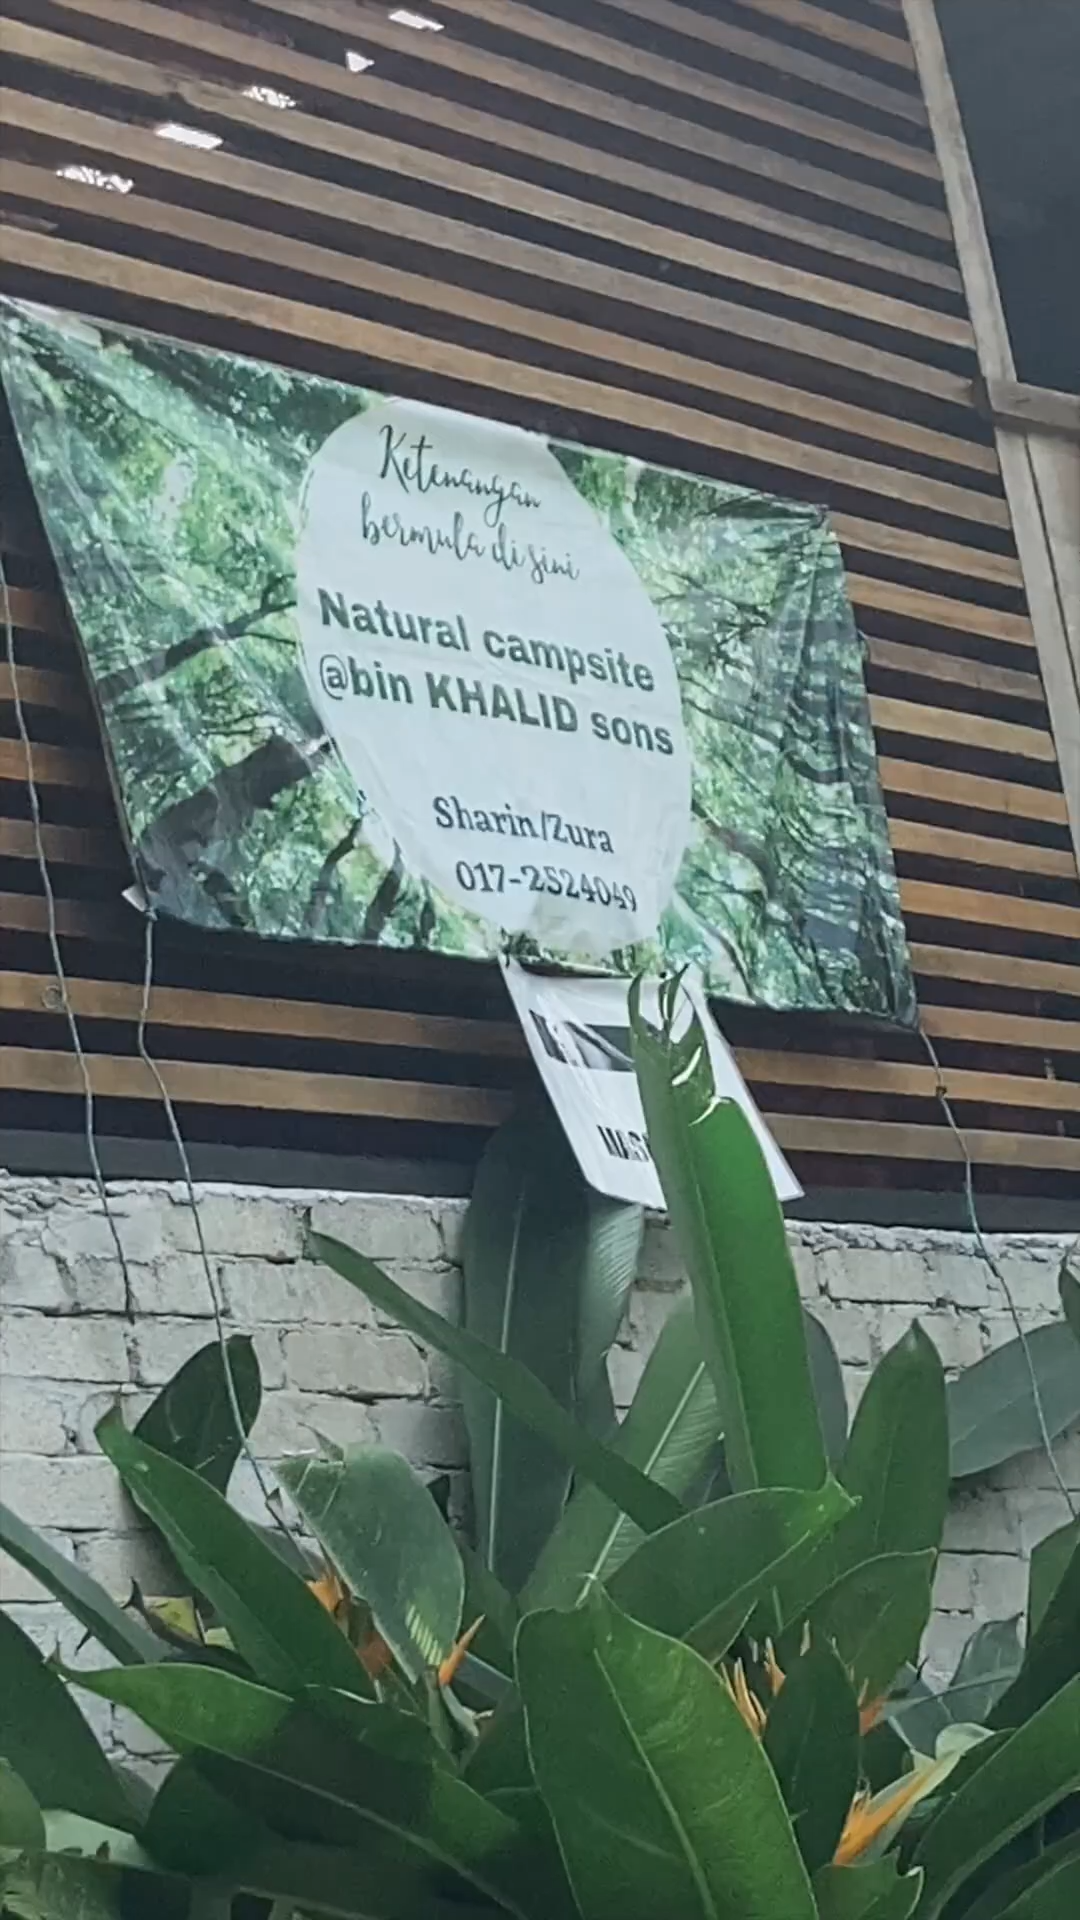 Ketenangan
bermula di sini
Natural campsite
@bin KHALID sons
Sharin/Zura
017-2524049